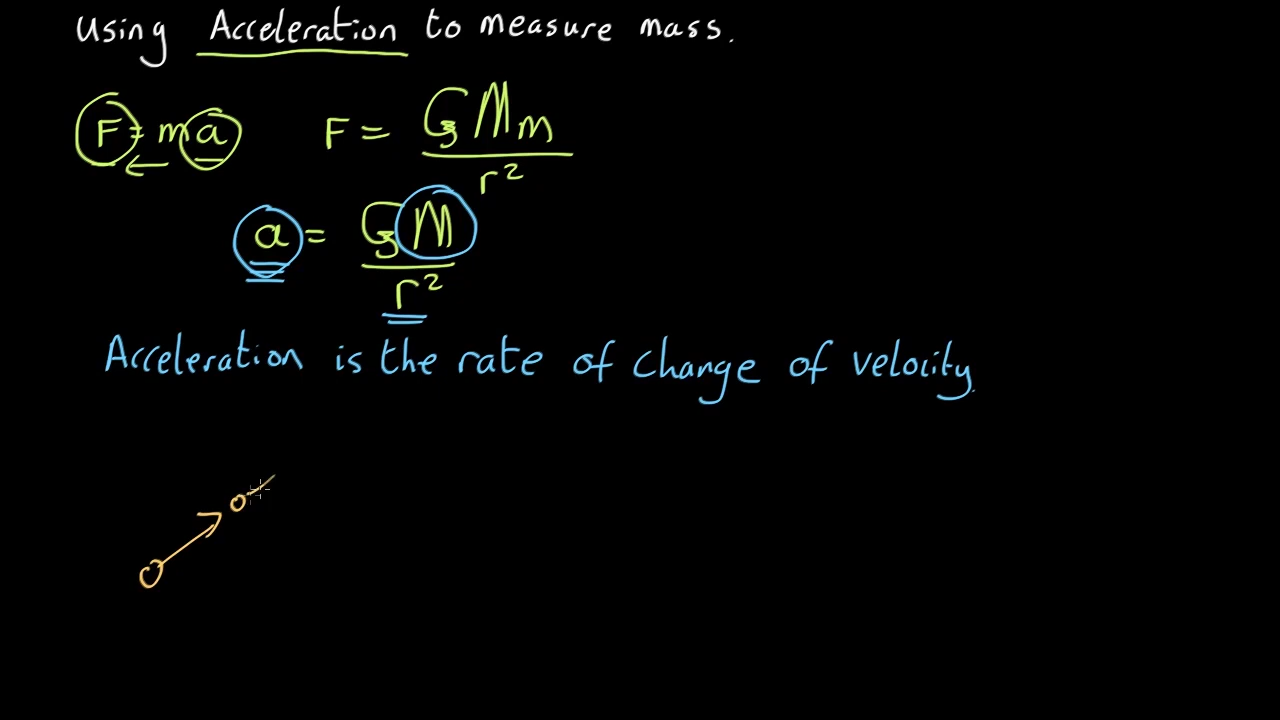 Using Acceleration to measure mass.
F = ma F = GMm/r²
a = GM/r²
Acceleration is the rate of change of velocity.